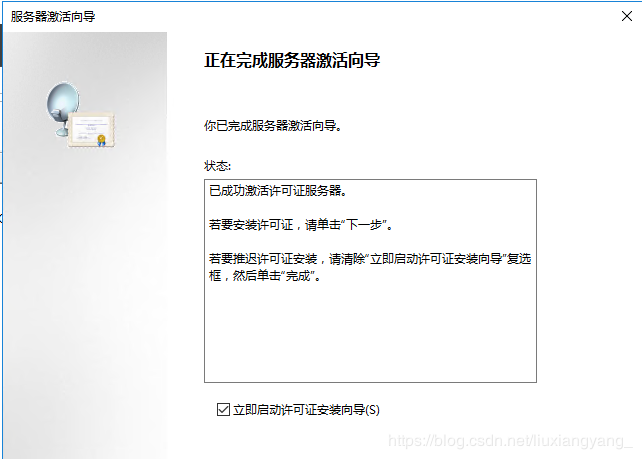 服务器激活向导
正在完成服务器激活向导
你已完成服务器激活向导。
状态:
已成功激活许可证服务器。
若要安装许可证，请单击“下一步”。
若要推迟许可证安装，请清除“立即启动许可证安装向导”复选
框，然后单击“完成”。
立即启动许可证安装向导(S)
https://blog.csdn.net/liuxiangyang_